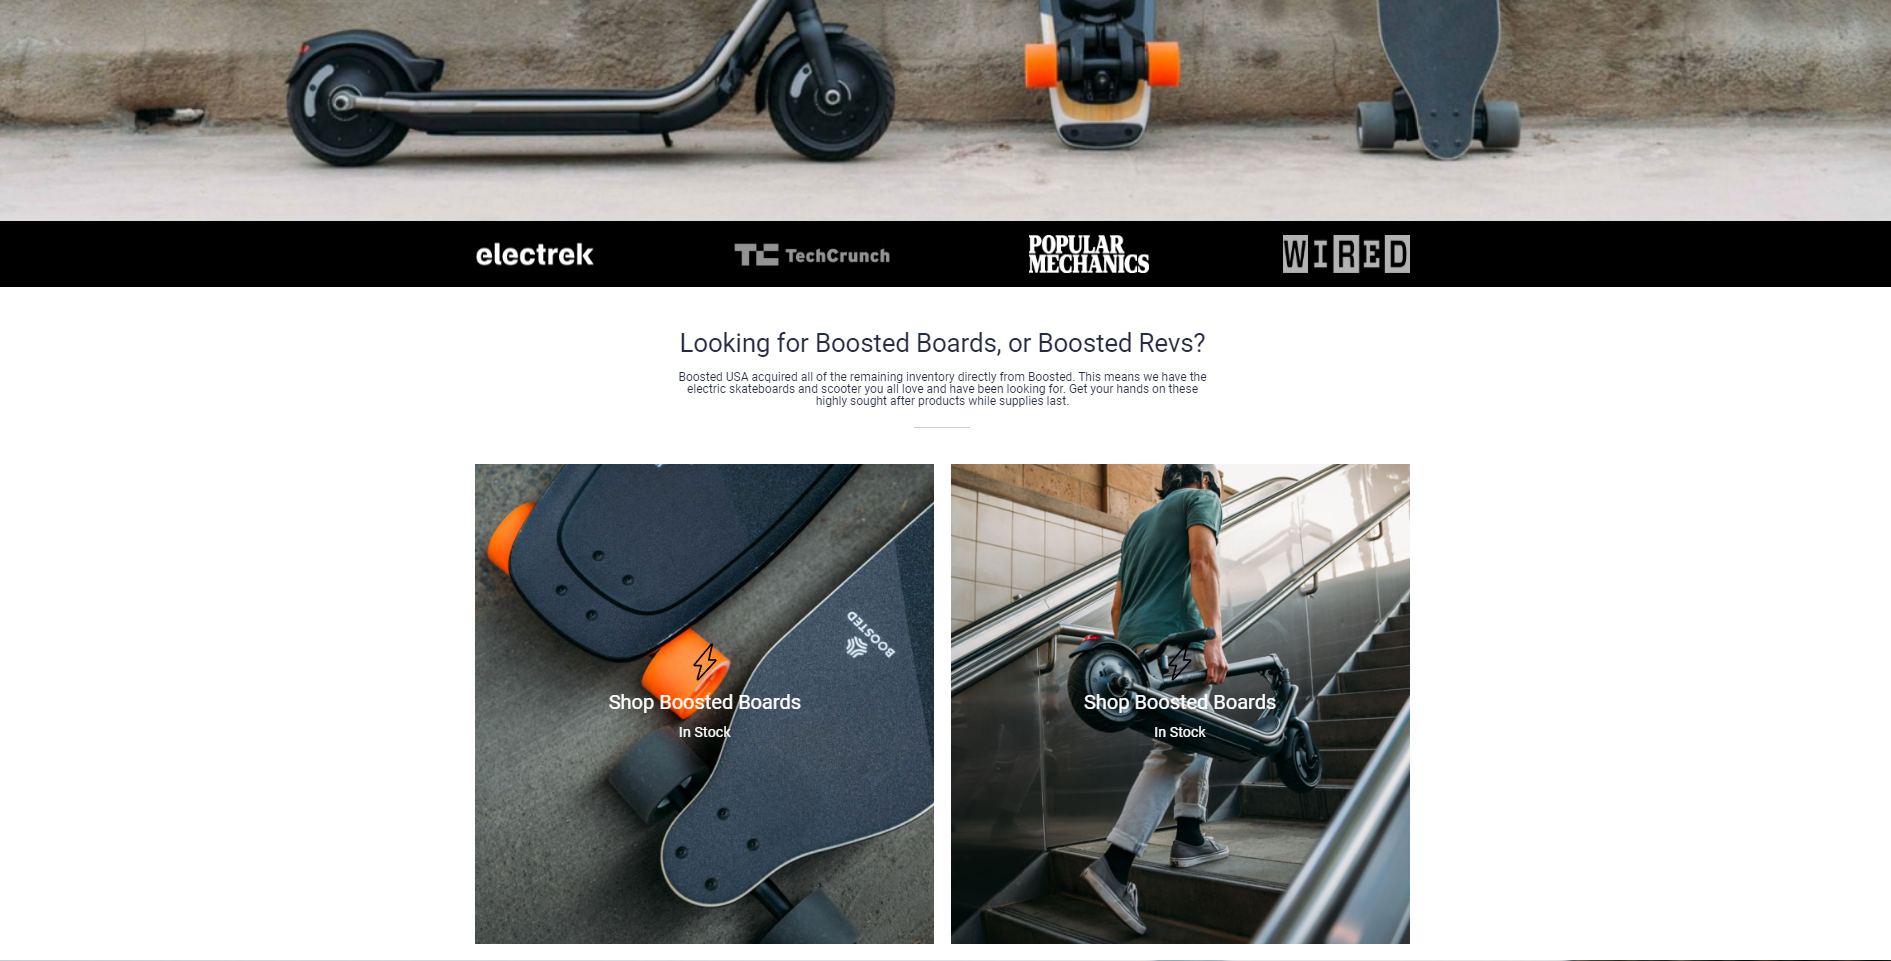 electrek
TC TechCrunch
POPULAR
MECHANICS
WIRED
Looking for Boosted Boards, or Boosted Revs?
Boosted USA acquired all of the remaining inventory directly from Boosted. This means we have the
electric skateboards and scooter you all love and have been looking for. Get your hands on these
highly sought after products while supplies last.
BOOSTED
Shop Boosted Boards
In Stock
Shop Boosted Boards
In Stock